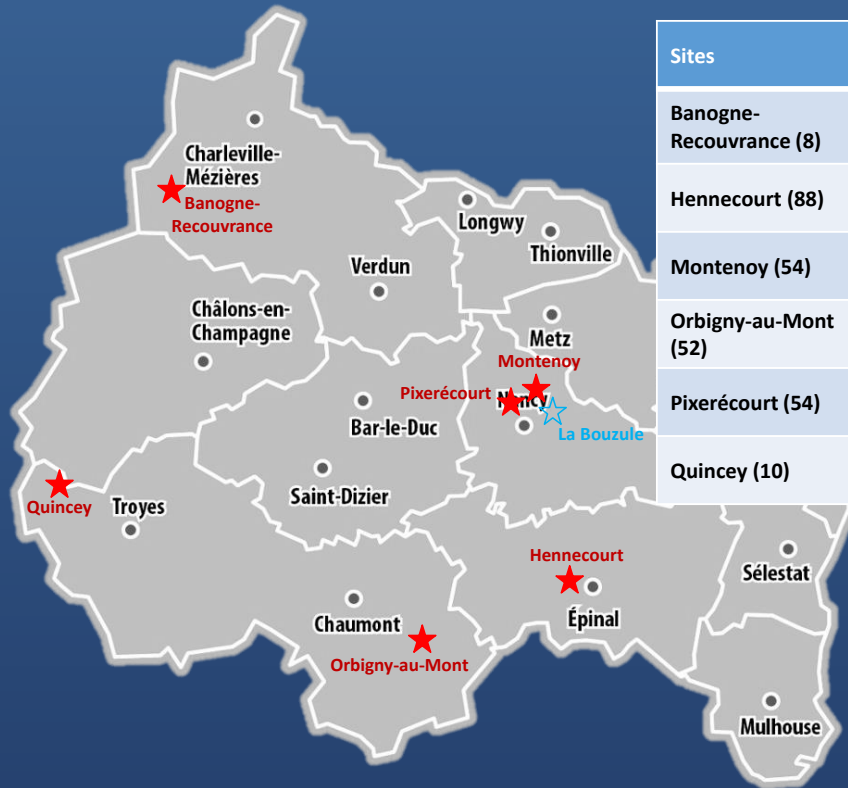 Charleville-
Mézières
Banogne-
Recouvrance
Longwy
Thionville
Verdun
Châlons-en-
Champagne
Metz
Montenoy
Pixerécourt
Nancy
La Bouzule
Bar-le-Duc
Saint-Dizier
Quincey
Troyes
Hennecourt
Épinal
Sélestat
Chaumont
Orbigny-au-Mont
Mulhouse
Sites
Banogne-
Recouvrance (8)
Hennecourt (88)
Montenoy (54)
Orbigny-au-Mont
(52)
Pixerécourt (54)
Quincey (10)